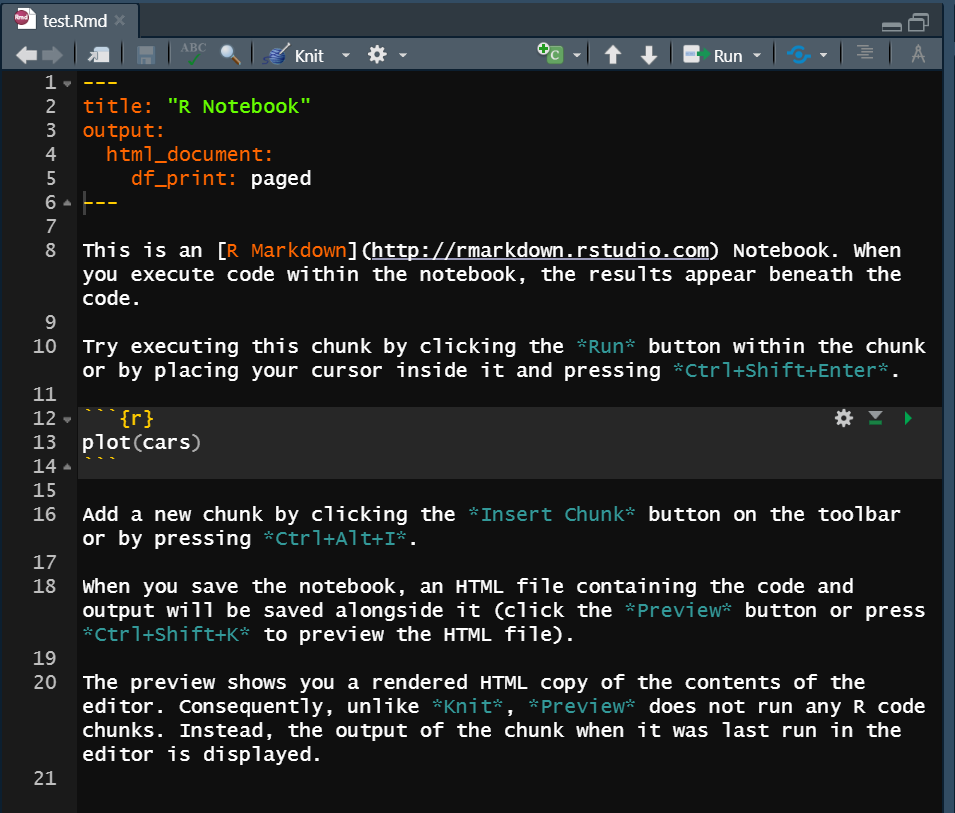 Rmd test.Rmd ×
ABC Knit C Run
1 ---
2 title: "R Notebook"
3 output:
4   html_document:
5     df_print: paged
6 ---
7
8 This is an [R Markdown](http://rmarkdown.rstudio.com) Notebook. When
you execute code within the notebook, the results appear beneath the
code.
9
10 Try executing this chunk by clicking the *Run* button within the chunk
or by placing your cursor inside it and pressing *Ctrl+Shift+Enter*.
11
12 ```{r}
13 plot(cars)
14 ```
15
16 Add a new chunk by clicking the *Insert Chunk* button on the toolbar
or by pressing *Ctrl+Alt+I*.
17
18 When you save the notebook, an HTML file containing the code and
output will be saved alongside it (click the *Preview* button or press
*Ctrl+Shift+K* to preview the HTML file).
19
20 The preview shows you a rendered HTML copy of the contents of the
editor. Consequently, unlike *Knit*, *Preview* does not run any R code
chunks. Instead, the output of the chunk when it was last run in the
editor is displayed.
21